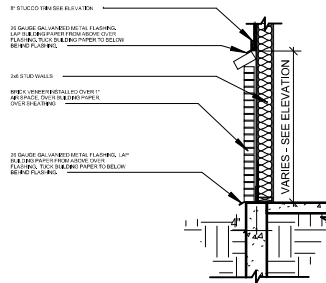 8" STUCCO TRIM SEE ELEVATION
26 GAUGE GALVANIZED METAL FLASHING,
LAP BUILDING PAPER FROM ABOVE OVER
FLASHING, TUCK BUILDING PAPER TO BELOW
BEHIND FLASHING.
2x6 STUD WALLS
BRICK VENEER INSTALLED OVER 1"
AIR SPACE, OVER BUILDING PAPER,
OVER SHEATHING
26 GAUGE GALVANIZED METAL FLASHING, LAP
BUILDING PAPER FROM ABOVE OVER
FLASHING, TUCK BUILDING PAPER TO BELOW
BEHIND FLASHING.
VARIES - SEE ELEVATION